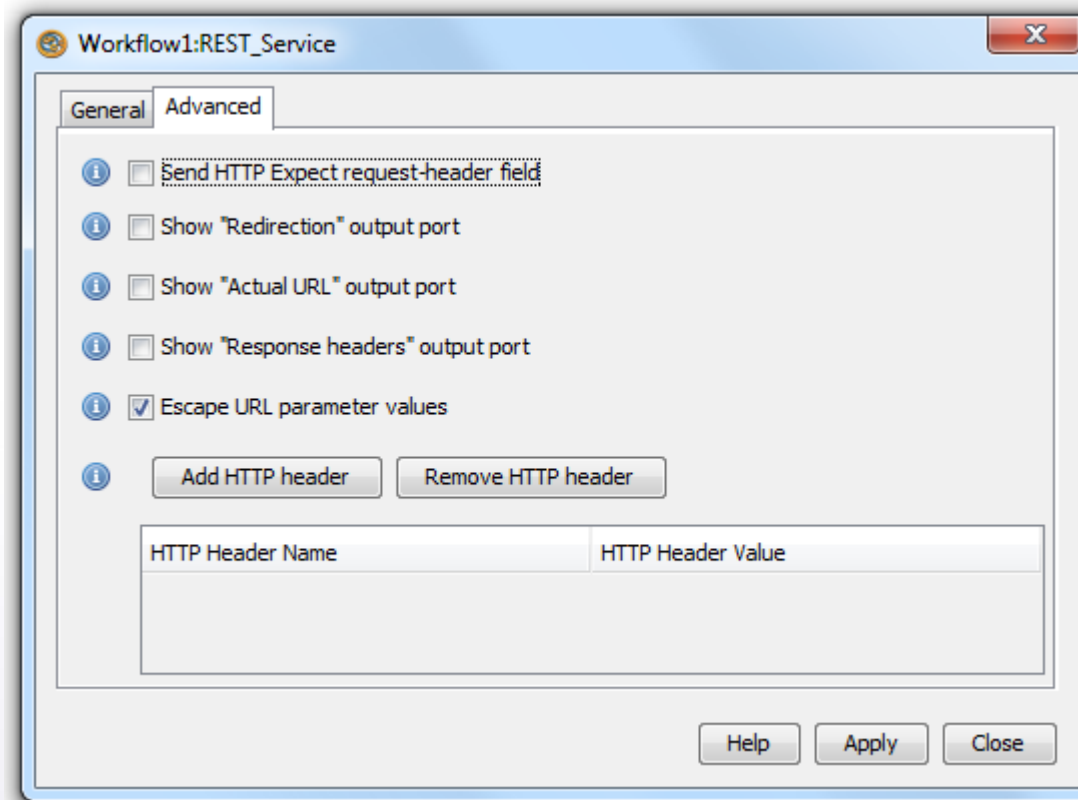 Workflow1:REST_Service
General Advanced
Send HTTP Expect request-header field
Show "Redirection" output port
Show "Actual URL" output port
Show "Response headers" output port
Escape URL parameter values
Add HTTP header Remove HTTP header
HTTP Header Name HTTP Header Value
Help Apply Close